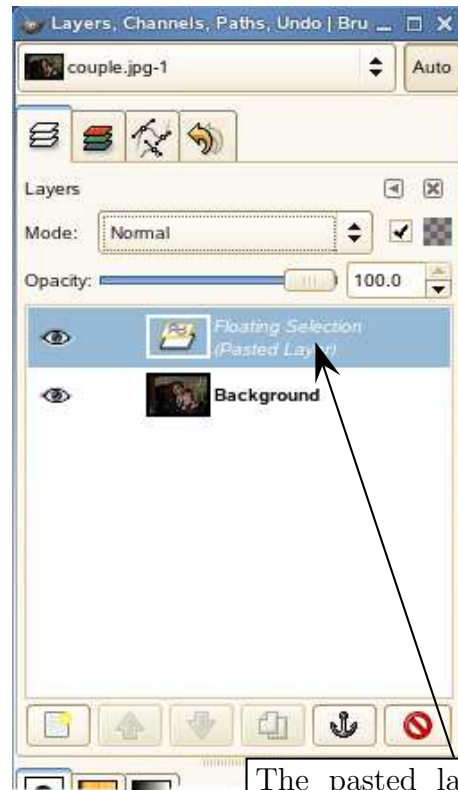 Layers, Channels, Paths, Undo | Bru
couple.jpg-1
Auto
Layers
Mode:
Normal
Opacity:
100.0
Floating Selection
(Pasted Layer)
Background
The pasted la